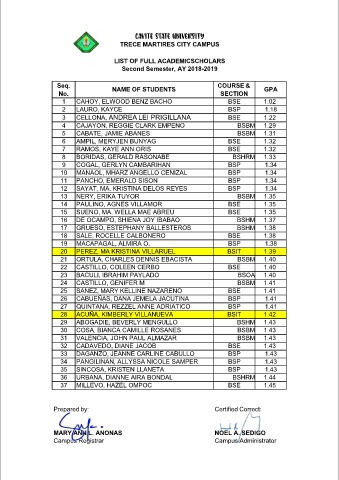 CAVITE STATE UNIVERSITY
TRECE MARTIRES CITY CAMPUS
LIST OF FULL ACADEMICSCHOLARS
Second Semester, AY 2018-2019
Seq. No. NAME OF STUDENTS COURSE & SECTION GPA
1 CAHOY, ELWOOD BENZ BACHO BSE 1.02
2 LAURO, KAYCE BSP 1.18
3 CELLONA, ANDREA LEI PRIGILLANA BSE 1.22
4 CAJAYON, REGGIE CLARK EMPENO BSBM 1.29
5 CABATE, JAMIE ABANES BSBM 1.31
6 AMPIL, MERYJEN BUNYAG BSE 1.32
7 RAMOS, KAYE ANN ORIS BSE 1.32
8 BORIDAS, GERALD RASONABE BSHRM 1.33
9 COGAL, GERLYN CAMBARIHAN BSP 1.34
10 MANAOL, MHARZ ANGELLO CENIZAL BSP 1.34
11 PANCHO, EMERALD SISON BSP 1.34
12 SAYAT, MA. KRISTINA DELOS REYES BSP 1.34
13 NERY, ERIKA TUYOR BSBM 1.35
14 PAULINO, AGNES VILLAMOR BSE 1.35
15 SUENO, MA. WELLA MAE ABREU BSE 1.35
16 DE OCAMPO, SHIENA JOY IBABAO BSHM 1.37
17 GRUESO, ESTEPHANY BALLESTEROS BSHM 1.38
18 SALE, ROCELLE CALBONERO BSE 1.38
19 MACAPAGAL, ALMIRA O. BSP 1.38
20 PEREZ, MA KRISTINA VILLARUEL BSIT 1.39
21 ORTULA, CHARLES DENNIS EBACISTA BSBM 1.40
22 CASTILLO, COLEEN CERBO BSE 1.40
23 BACULI, IBRAHIM PAYLADO BSOA 1.40
24 CASTILLO, GENIFER M BSBM 1.41
25 SANEZ, MARY KELLINE NAZARENO BSE 1.41
26 CABUEÑAS, DANA JEMELA JACUTINA BSP 1.41
27 QUINTANA, REZZEL ANNE ADRIATICO BSP 1.41
28 ACUÑA, KIMBERLY VILLANUEVA BSIT 1.42
29 ABOGADIE, BEVERLY MENGULLO BSHM 1.43
30 COSA, BIANCA CAMILLE ROSANES BSBM 1.43
31 VALENCIA, JOHN PAUL ALMAZAR BSBM 1.43
32 CADAVEDO, DIANE JACOB BSE 1.43
33 DAGANZO, JEANNE CARLINE CABULLO BSP 1.43
34 PANGILINAN, ALLYSSA NICOLE SAMPER BSP 1.43
35 SINCOSA, KRISTEN LLANETA BSP 1.43
36 URBANA, DIANNE AIRA BONDAL BSHRM 1.44
37 MILLEVO, HAZEL OMPOC BSE 1.45
Prepared by: Certified Correct:
MARY ANN L. ANONAS NOEL A. SEDIGO
Campus Registrar Campus Administrator